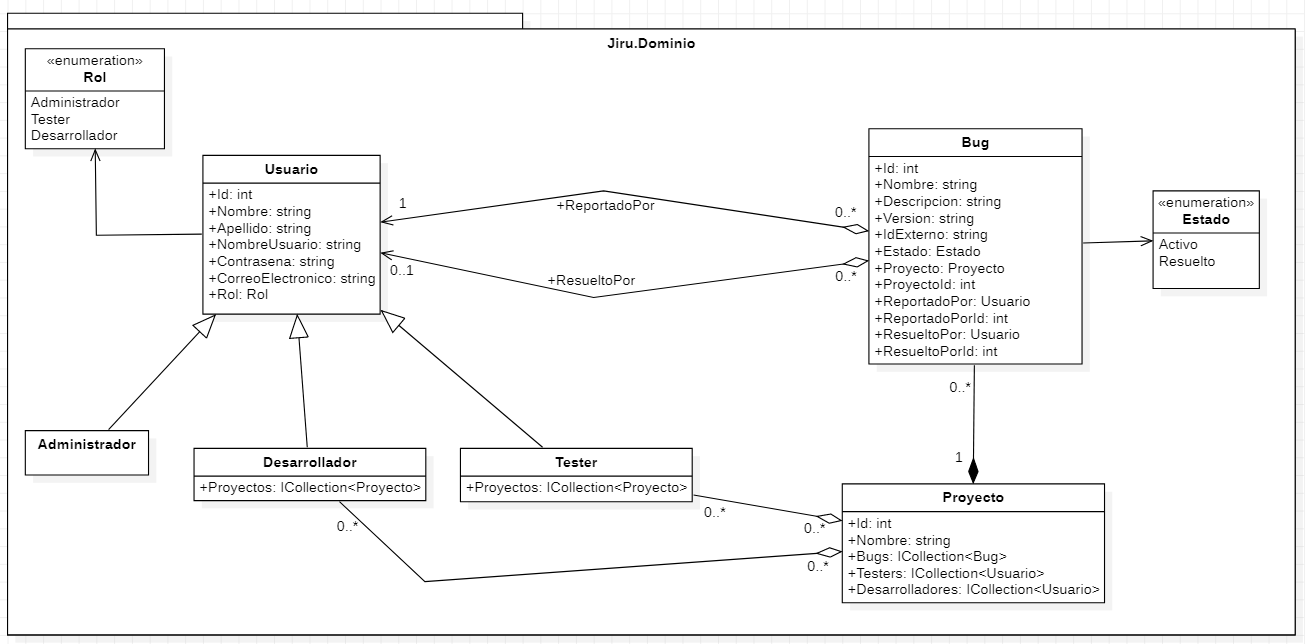 Jiru.Dominio
«enumeration»
Rol
Administrador
Tester
Desarrollador
Usuario
+Id: int
+Nombre: string
+Apellido: string
+NombreUsuario: string
+Contrasena: string
+CorreoElectronico: string
+Rol: Rol
1
+ReportadoPor
0..*
0..1
+ResueltoPor
0..*
Bug
+Id: int
+Nombre: string
+Descripcion: string
+Version: string
+IdExterno: string
+Estado: Estado
+Proyecto: Proyecto
+ProyectoId: int
+ReportadoPor: Usuario
+ReportadoPorId: int
+ResueltoPor: Usuario
+ResueltoPorId: int
«enumeration»
Estado
Activo
Resuelto
0..*
1
Administrador
Desarrollador
+Proyectos: ICollection<Proyecto>
Tester
+Proyectos: ICollection<Proyecto>
0..*
0..*
0..*
0..*
Proyecto
+Id: int
+Nombre: string
+Bugs: ICollection<Bug>
+Testers: ICollection<Usuario>
+Desarrolladores: ICollection<Usuario>